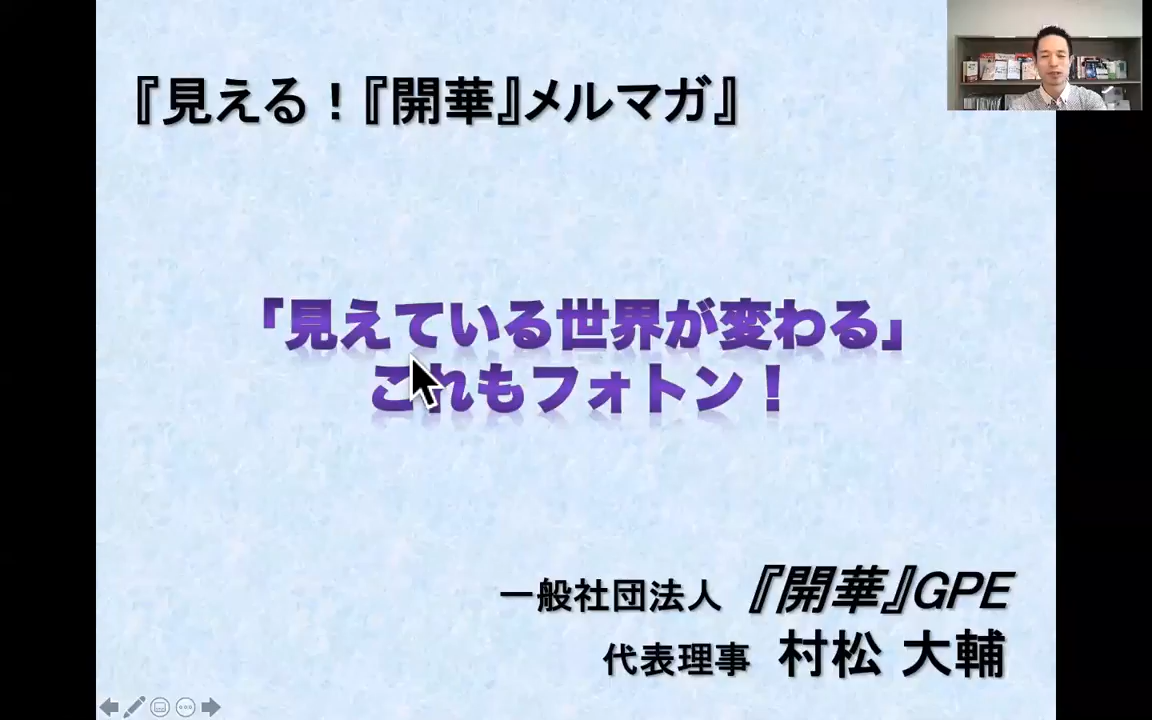 『見える！『開華』メルマガ』
「見えている世界が変わる」
これもフォトン！
一般社団法人 『開華』GPE
代表理事 村松 大輔